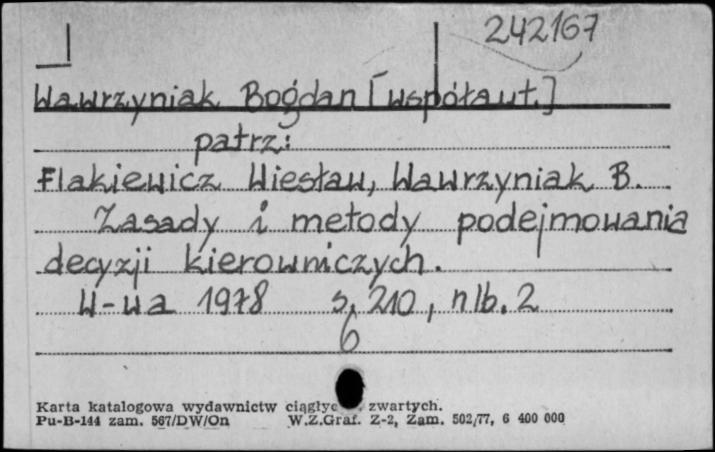 242167
Wawrzyniak Bogdan [współaut.]
patrz:
Flakiewicz Wiesław, Wawrzyniak B.
Zasady i metody podejmowania
decyzji kierowniczych.
W-wa 1978 s, 210, nlb. 2
6
Karta katalogowa wydawnictw zwartych.
Pu-B-144 zam. 567/DW/On W.Z.Graf. Z-2, Zam. 502/77, 6 400 000